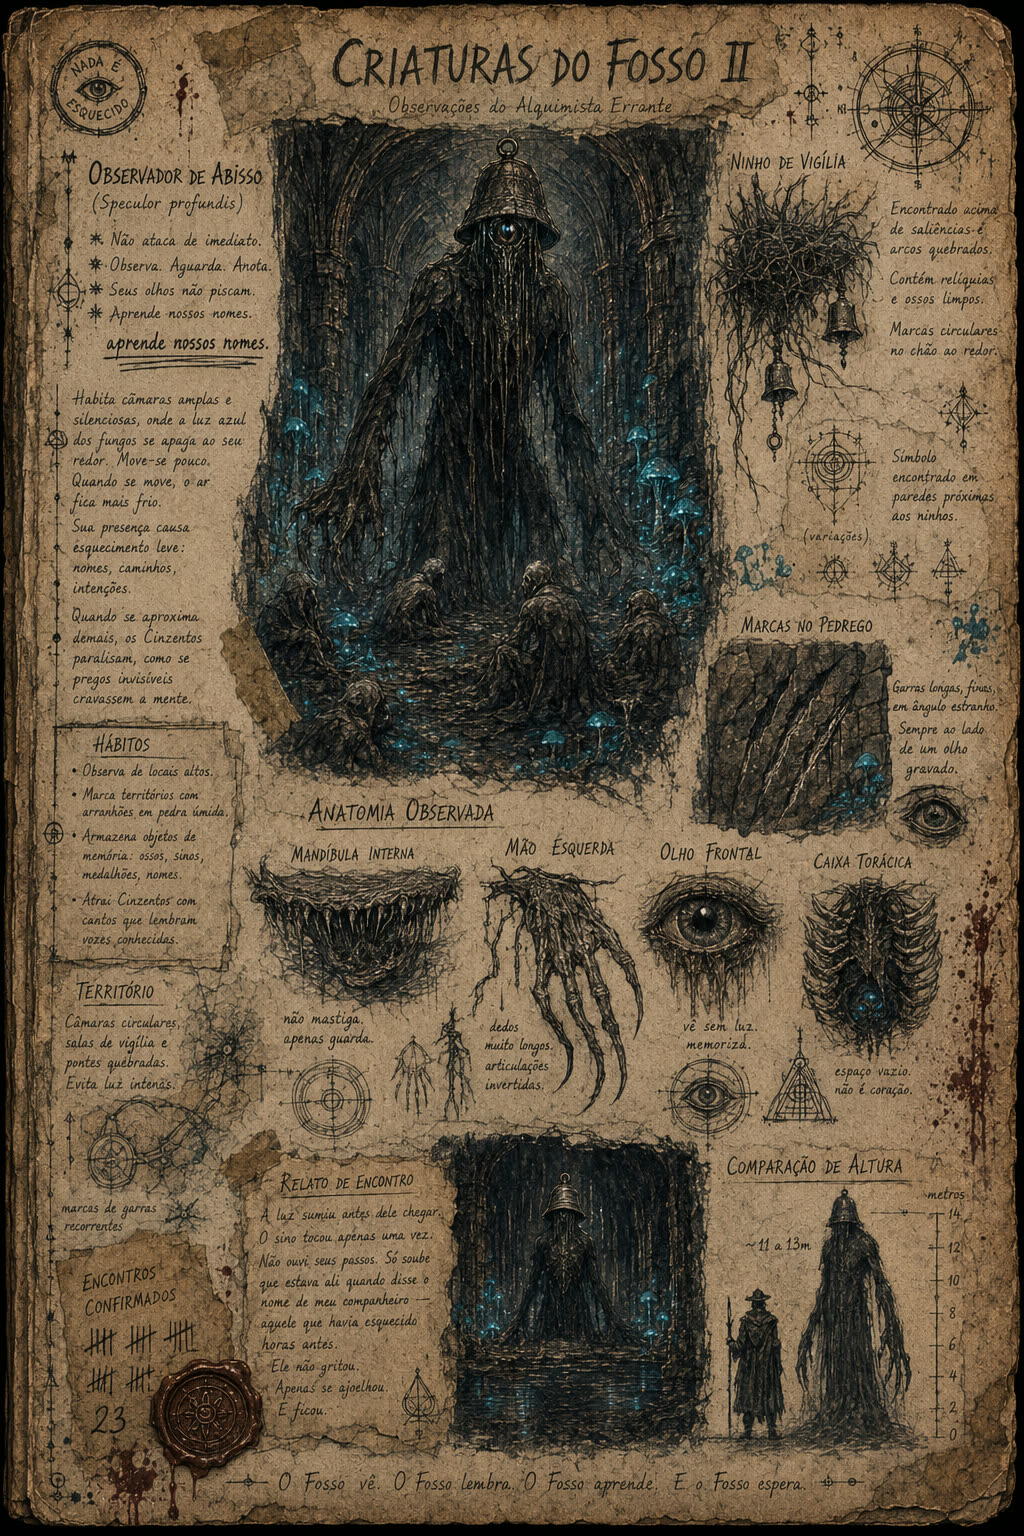 NADA É
ESQUECIDO
CRIATURAS DO FOSSO II
Observações do Alquimista Errante
OBSERVADOR DE ABISSO
(Speculor profundis)
Não ataca de imediato.
Observa. Aguarda. Anota.
Seus olhos não piscam.
Aprende nossos nomes.
aprende nossos nomes.
Habita câmaras amplas e
silenciosas, onde a luz azul
dos fungos se apaga ao seu
redor. Move-se pouco.
Quando se move, o ar
fica mais frio.
Sua presença causa
esquecimento leve:
nomes, caminhos,
intenções.
Quando se aproxima
demais, os Cinzentos
paralisam, como se
pregos invisíveis
cravassem a mente.
HÁBITOS
• Observa de locais altos.
• Marca territórios com
arranhões em pedra úmida.
• Armazena objetos de
memória: ossos, sinos,
medalhões, nomes.
• Atrai Cinzentos com
cantos que lembram
vozes conhecidas.
TERRITÓRIO
Câmaras circulares,
salas de vigília e
pontes quebradas.
Evita luz intensa.
marcas de garras
recorrentes
ENCONTROS
CONFIRMADOS
23
NINHO DE VIGÍLIA
Encontrado acima
de saliências e
arcos quebrados.
Contém relíquias
e ossos limpos.
Marcas circulares
no chão ao redor.
Símbolo
encontrado em
paredes próximas
aos ninhos.
(variações)
MARCAS NO PEDREGO
Garras longas, finas,
em ângulo estranho.
Sempre ao lado
de um olho
gravado.
ANATOMIA OBSERVADA
MANDÍBULA INTERNA
não mastiga.
apenas guarda.
MÃO ESQUERDA
dedos
muito longos.
articulações
invertidas.
OLHO FRONTAL
vê sem luz.
memoriza.
CAIXA TORÁCICA
espaço vazio.
não é coração.
RELATO DE ENCONTRO
A luz sumiu antes dele chegar.
O sino tocou apenas uma vez.
Não ouvi seus passos. Só soube
que estava ali quando disse o
nome de meu companheiro —
aquele que havia esquecido
horas antes.
Ele não gritou.
Apenas se ajoelhou.
E ficou.
COMPARAÇÃO DE ALTURA
metros
~11 a 13m
14
12
10
8
6
4
2
0
O Fosso vê. O Fosso lembra. O Fosso aprende. E o Fosso espera.